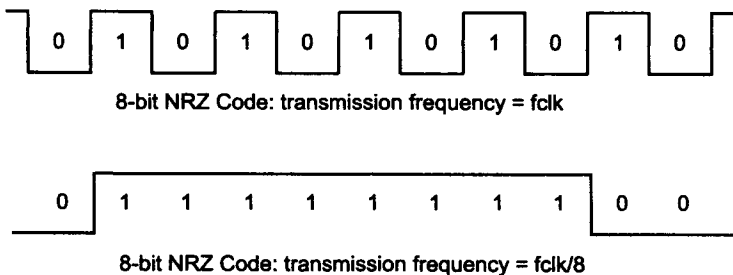 0 1 0 1 0 1 0 1 0 1 0
8-bit NRZ Code: transmission frequency = fclk
0 1 1 1 1 1 1 1 1 0 0
8-bit NRZ Code: transmission frequency = fclk/8